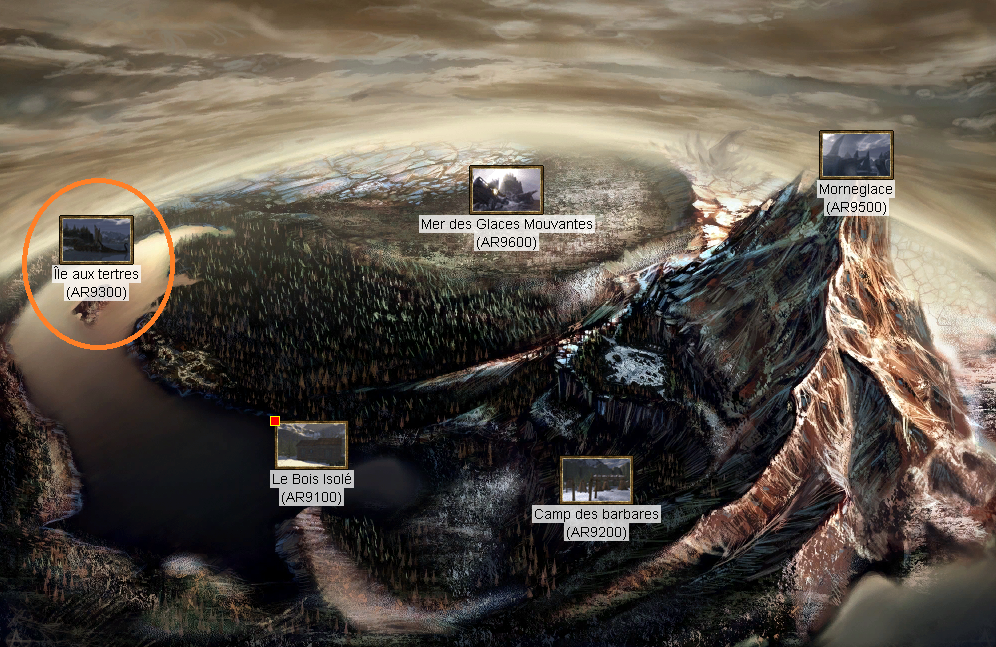 Morneglace
(AR9500)
Mer des Glaces Mouvantes
(AR9600)
Île aux tertres
(AR9300)
Le Bois Isolé
(AR9100)
Camp des barbares
(AR9200)